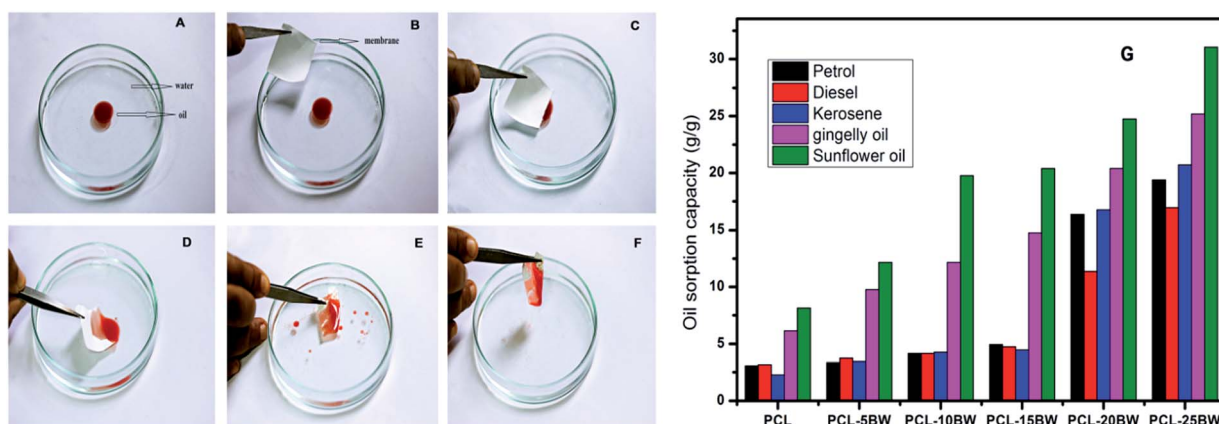 A
water
oil
B
membrane
C
D
E
F
G
Oil sorption capacity (g/g)
30
25
20
15
10
5
0
Petrol
Diesel
Kerosene
gingelly oil
Sunflower oil
PCL
PCL-5BW
PCL-10BW
PCL-15BW
PCL-20BW
PCL-25BW